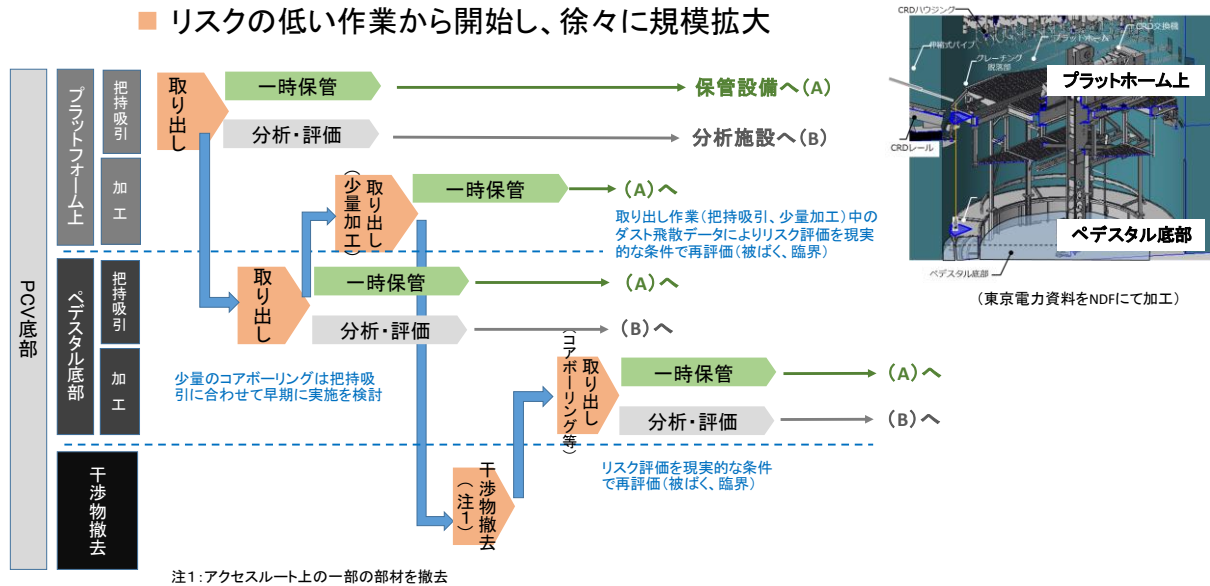 ■ リスクの低い作業から開始し、徐々に規模拡大
PCV底部
プラットフォーム上
把持吸引
加工
ペデスタル底部
把持吸引
加工
干渉物撤去
取り出し
一時保管
保管設備へ(A)
分析・評価
分析施設へ(B)
取り出し
(少量加工)
一時保管
(A)へ
取り出し作業(把持吸引、少量加工)中の
ダスト飛散データによりリスク評価を現実
的な条件で再評価(被ばく、臨界)
取り出し
一時保管
(A)へ
分析・評価
(B)へ
少量のコアボーリングは把持吸
引に合わせて早期に実施を検討
取り出し
(コアボーリング等)
一時保管
(A)へ
分析・評価
(B)へ
干渉物撤去
(注1)
リスク評価を現実的な条件
で再評価(被ばく、臨界)
注1:アクセスルート上の一部の部材を撤去
CRDハウジング
CRD交換機
プラットホーム
伸縮式パイプ
グレーチング
脱落部
プラットホーム上
CRDレール
ペデスタル底部
ペデスタル底部
(東京電力資料をNDFにて加工)